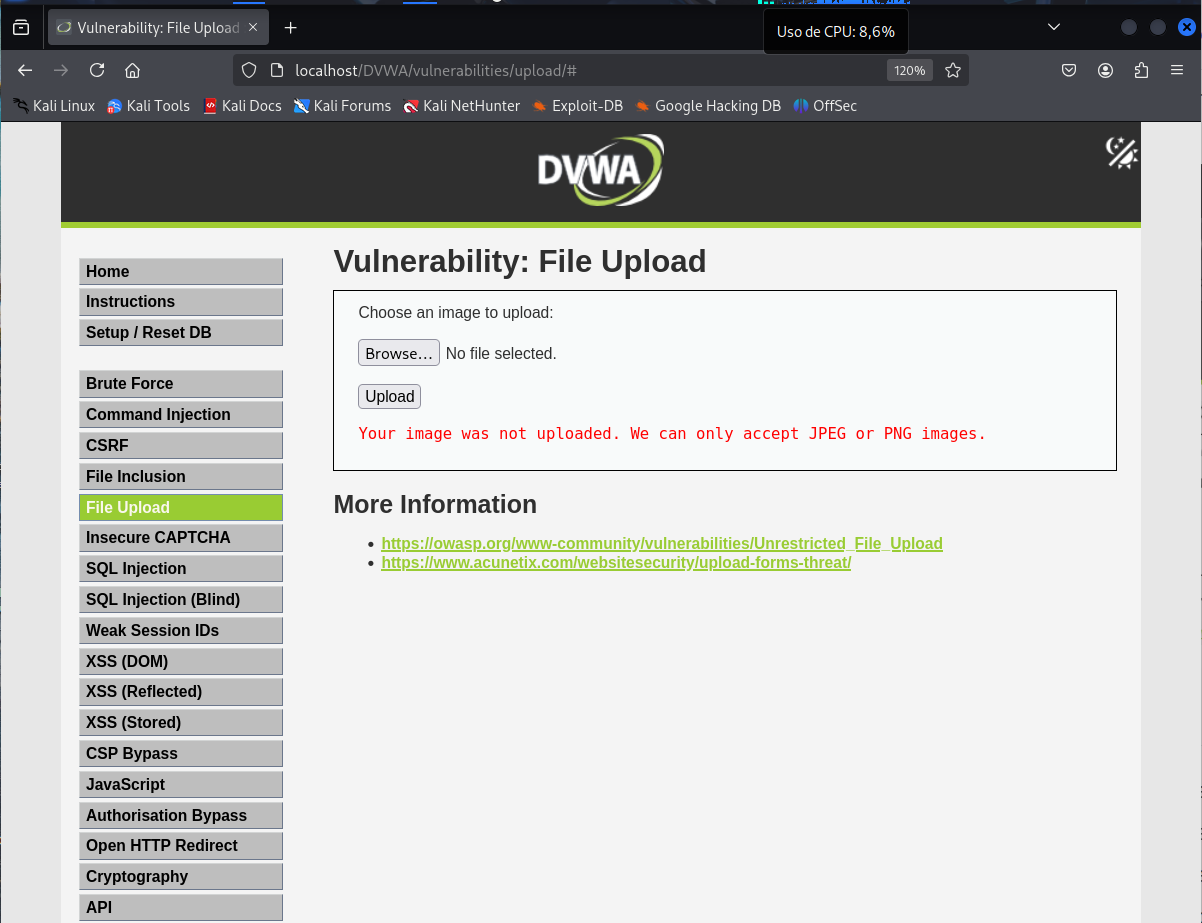 Vulnerability: File Upload
Uso de CPU: 8,6%
localhost/DVWA/vulnerabilities/upload/#
120%
Kali Linux
Kali Tools
Kali Docs
Kali Forums
Kali NetHunter
Exploit-DB
Google Hacking DB
OffSec
DVWA
Home
Instructions
Setup / Reset DB
Brute Force
Command Injection
CSRF
File Inclusion
File Upload
Insecure CAPTCHA
SQL Injection
SQL Injection (Blind)
Weak Session IDs
XSS (DOM)
XSS (Reflected)
XSS (Stored)
CSP Bypass
JavaScript
Authorisation Bypass
Open HTTP Redirect
Cryptography
API
Vulnerability: File Upload
Choose an image to upload:
Browse... No file selected.
Upload
Your image was not uploaded. We can only accept JPEG or PNG images.
More Information
https://owasp.org/www-community/vulnerabilities/Unrestricted_File_Upload
https://www.acunetix.com/websitesecurity/upload-forms-threat/